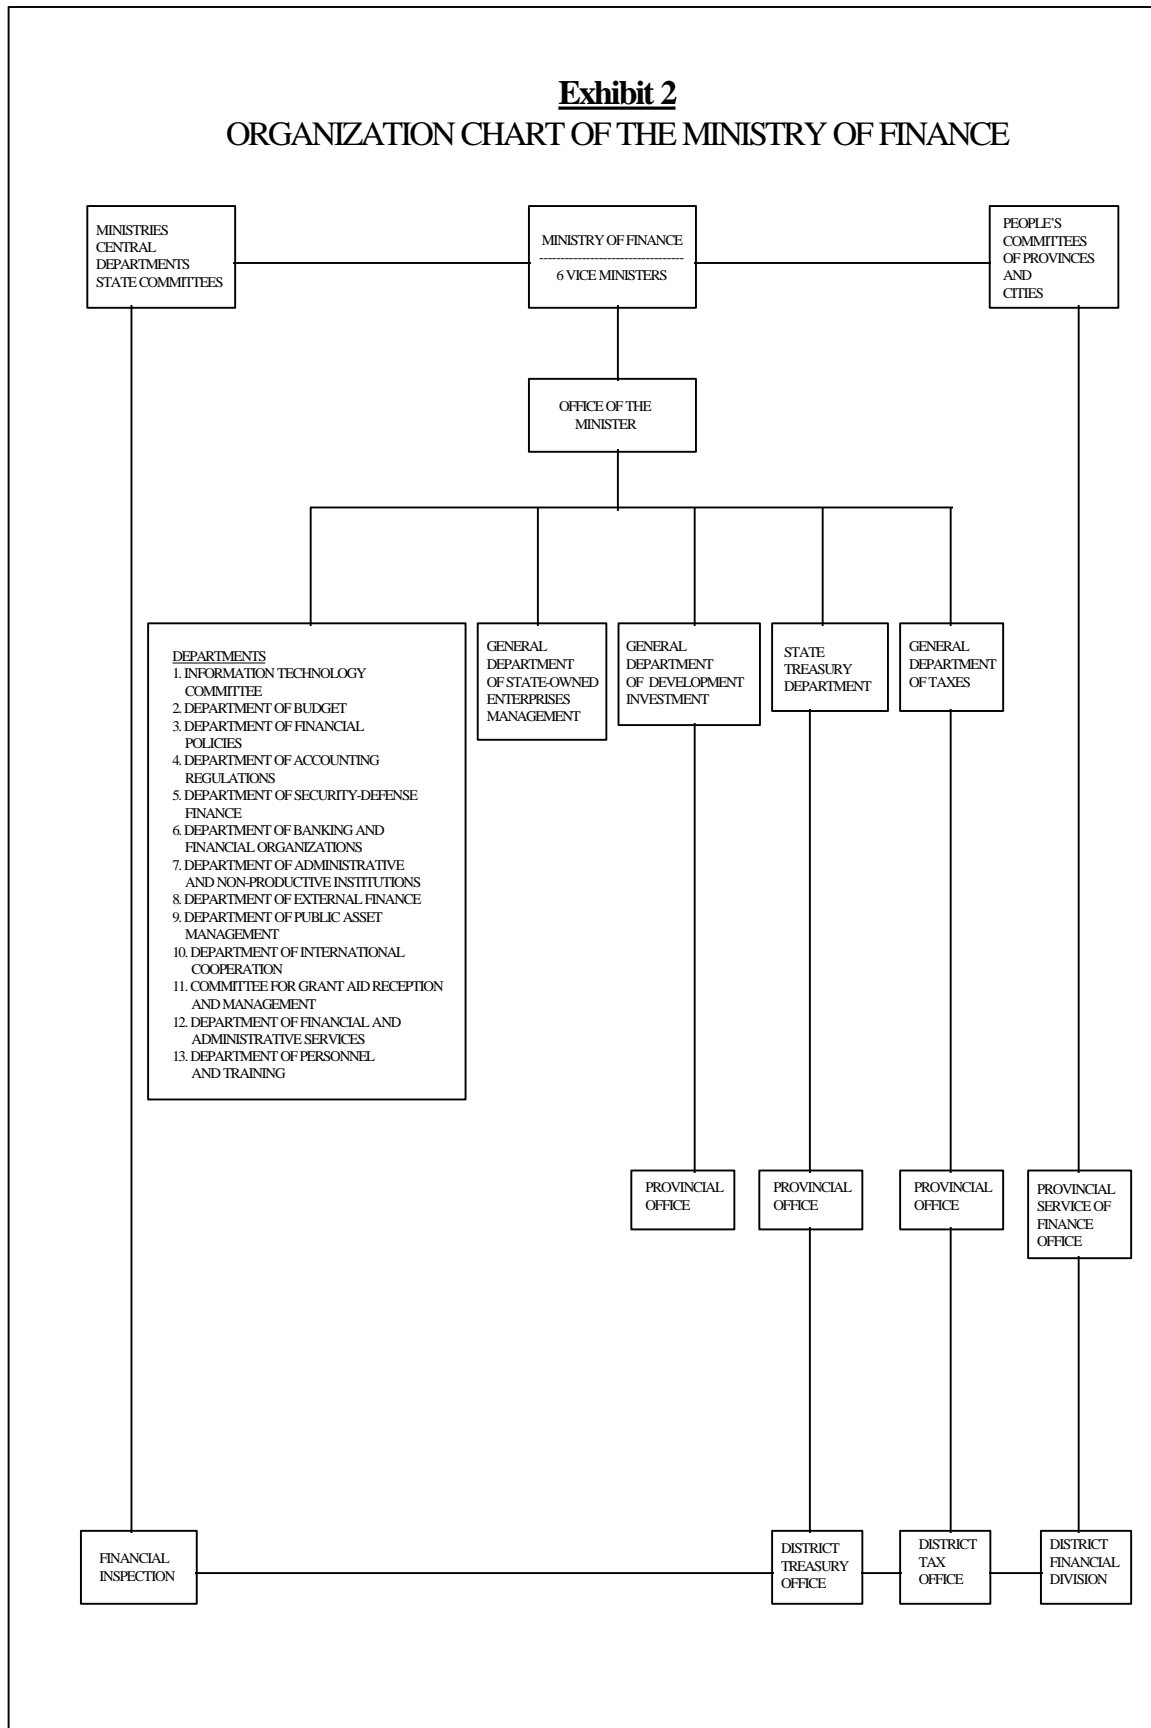 Exhibit 2
ORGANIZATION CHART OF THE MINISTRY OF FINANCE
MINISTRIES
CENTRAL
DEPARTMENTS
STATE COMMITTEES
MINISTRY OF FINANCE
----------------------------------
6 VICE MINISTERS
PEOPLE'S
COMMITTEES
OF PROVINCES
AND
CITIES
OFFICE OF THE
MINISTER
DEPARTMENTS
1. INFORMATION TECHNOLOGY
COMMITTEE
2. DEPARTMENT OF BUDGET
3. DEPARTMENT OF FINANCIAL
POLICIES
4. DEPARTMENT OF ACCOUNTING
REGULATIONS
5. DEPARTMENT OF SECURITY-DEFENSE
FINANCE
6. DEPARTMENT OF BANKING AND
FINANCIAL ORGANIZATIONS
7. DEPARTMENT OF ADMINISTRATIVE
AND NON-PRODUCTIVE INSTITUTIONS
8. DEPARTMENT OF EXTERNAL FINANCE
9. DEPARTMENT OF PUBLIC ASSET
MANAGEMENT
10. DEPARTMENT OF INTERNATIONAL
COOPERATION
11. COMMITTEE FOR GRANT AID RECEPTION
AND MANAGEMENT
12. DEPARTMENT OF FINANCIAL AND
ADMINISTRATIVE SERVICES
13. DEPARTMENT OF PERSONNEL
AND TRAINING
GENERAL
DEPARTMENT
OF STATE-OWNED
ENTERPRISES
MANAGEMENT
GENERAL
DEPARTMENT
OF DEVELOPMENT
INVESTMENT
STATE
TREASURY
DEPARTMENT
GENERAL
DEPARTMENT
OF TAXES
PROVINCIAL
OFFICE
PROVINCIAL
OFFICE
PROVINCIAL
OFFICE
PROVINCIAL
SERVICE OF
FINANCE
OFFICE
FINANCIAL
INSPECTION
DISTRICT
TREASURY
OFFICE
DISTRICT
TAX
OFFICE
DISTRICT
FINANCIAL
DIVISION